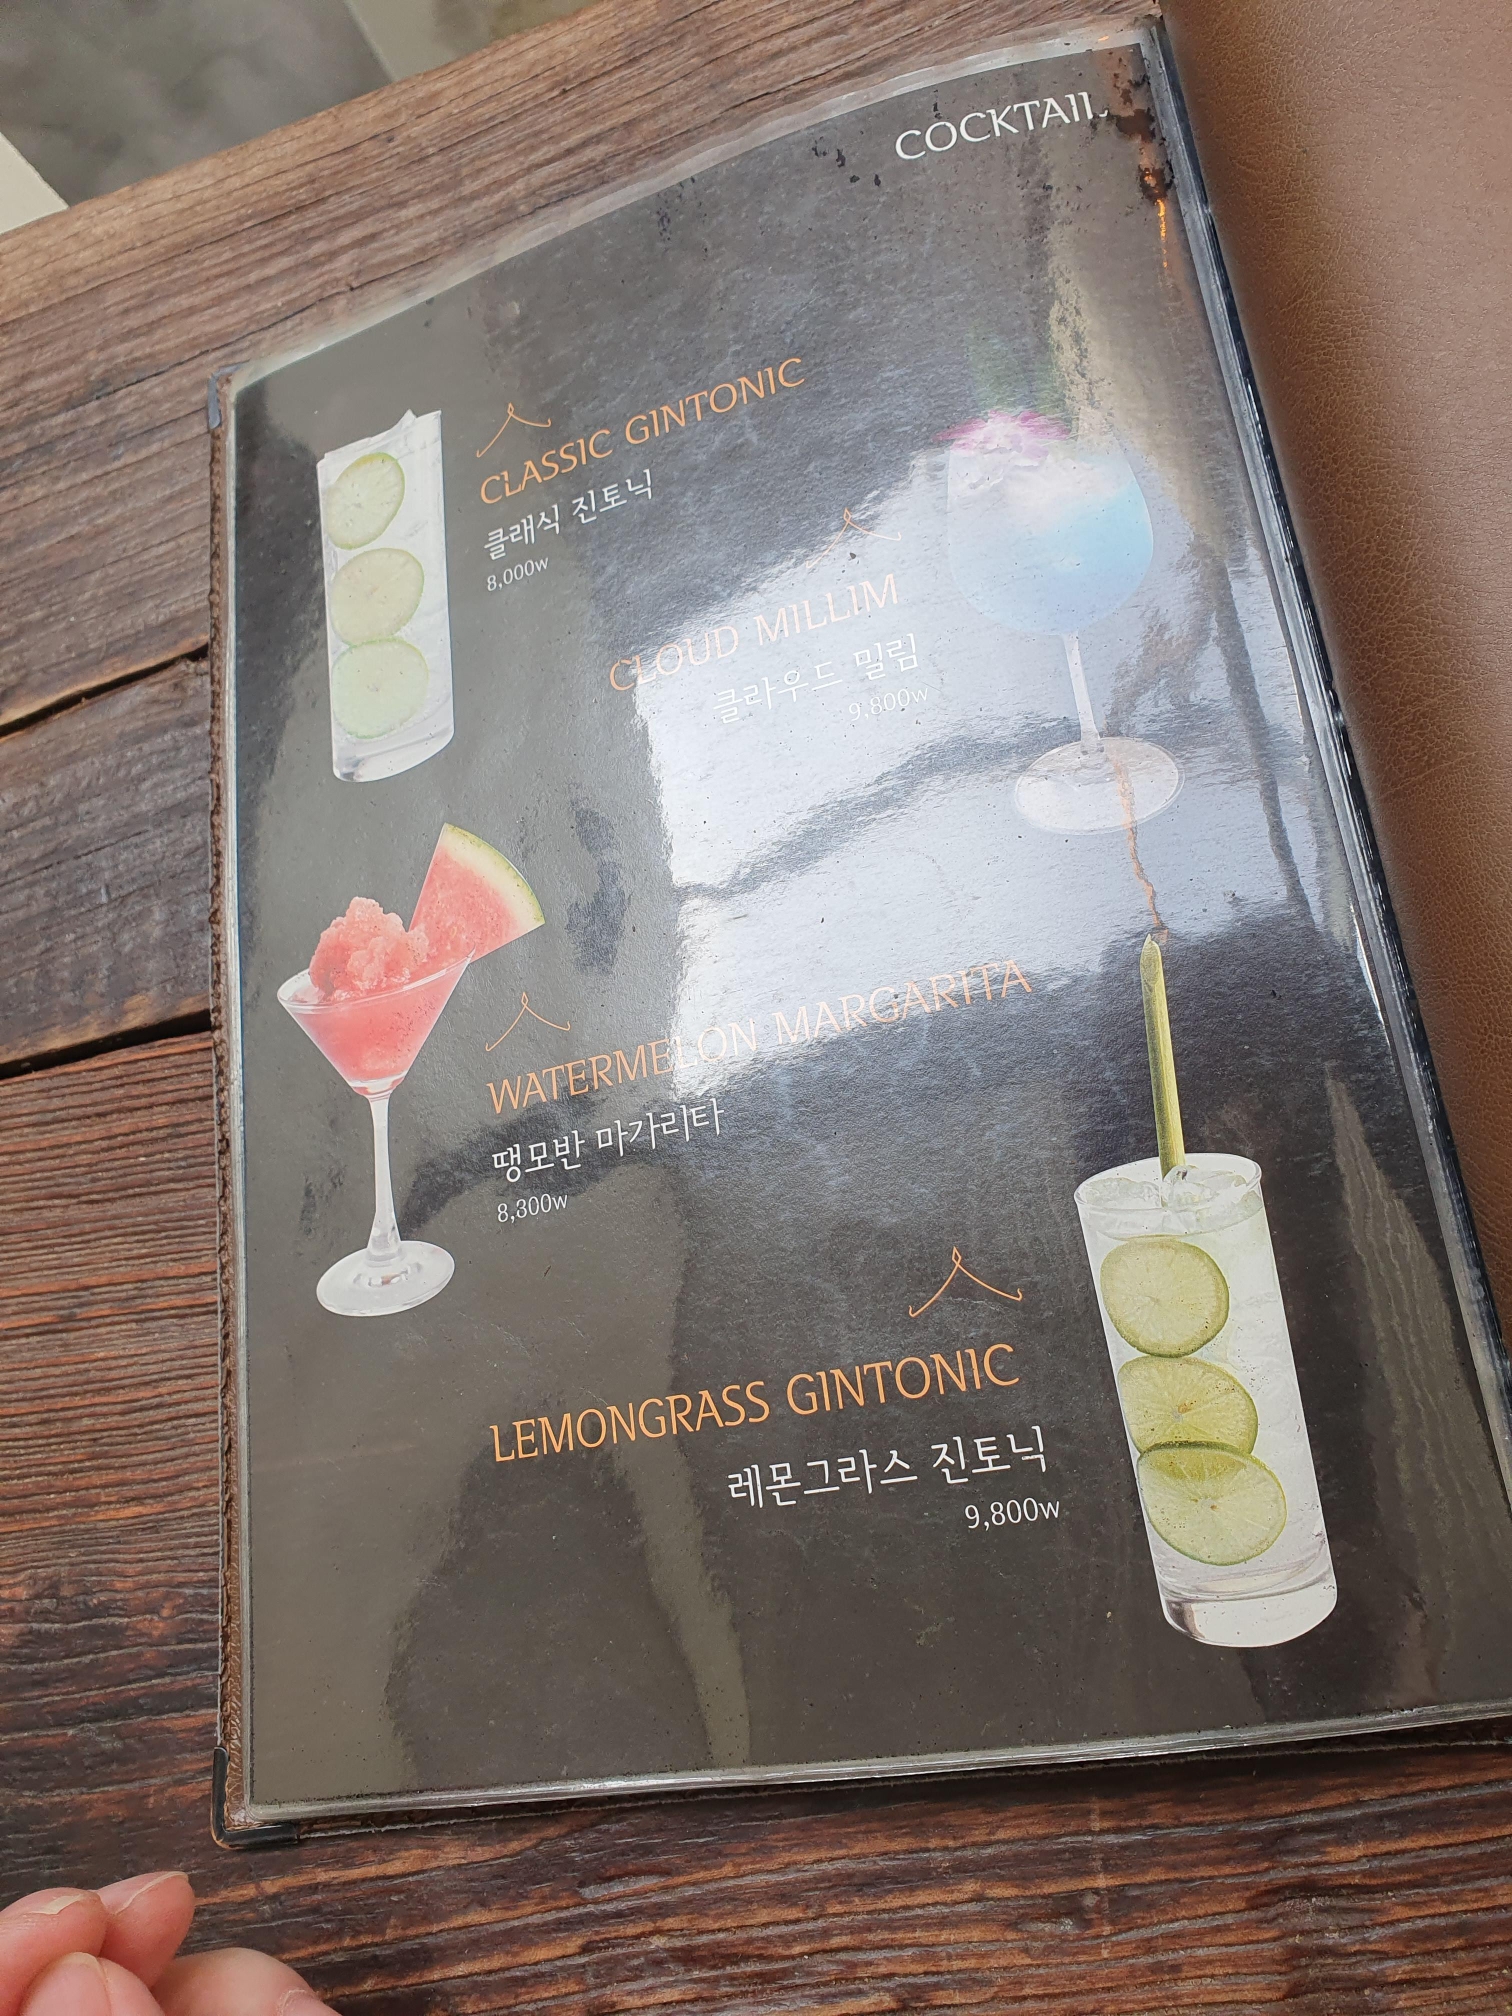 COCKTAIL
CLASSIC GINTONIC
클래식 진토닉
8,000w
CLOUD MILLIM
클라우드 밀림
9,800w
WATERMELON MARGARITA
땡모반 마가리타
8,300w
LEMONGRASS GINTONIC
레몬그라스 진토닉
9,800w